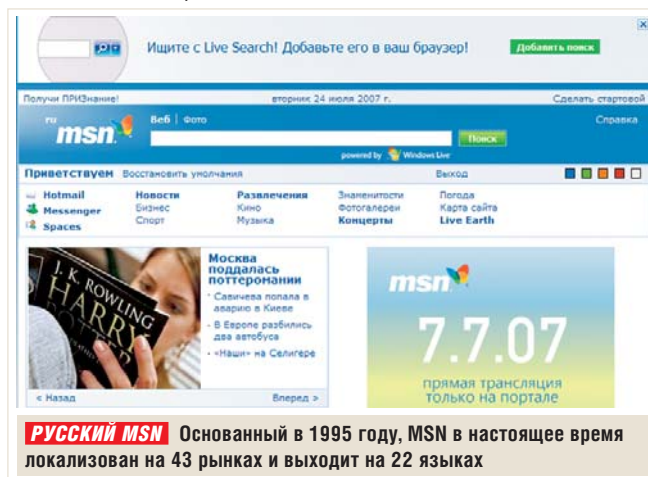 Ищите с Live Search! Добавьте его в ваш браузер!
Добавить поиск
Получи ПРИЗнание!
вторник 24 июля 2007 г.
Сделать стартовой
ru
msn
Веб | Фото
Поиск
Справка
powered by Windows Live
Приветствуем Восстановить умолчания
Выход
Hotmail
Messenger
Spaces
Новости
Бизнес
Спорт
Развлечения
Кино
Музыка
Знаменитости
Фотогалереи
Концерты
Погода
Карта сайта
Live Earth
J. K. ROWLING
HARRY
Москва
поддалась
поттеромании
- Савичева попала в
аварию в Киеве
- В Европе разбились
два автобуса
- «Наши» на Селигере
< Назад
Вперед >
msn
7.7.07
прямая трансляция
только на портале
РУССКИЙ MSN Основанный в 1995 году, MSN в настоящее время
локализован на 43 рынках и выходит на 22 языках